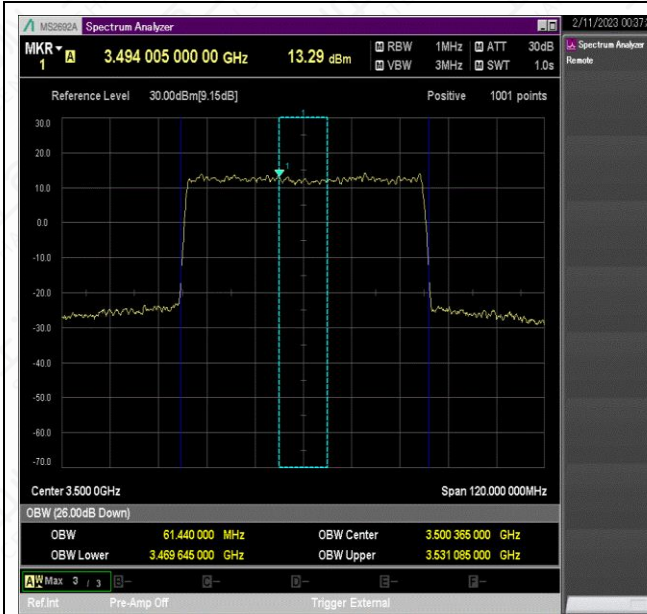 MS2692A Spectrum Analyzer
2/11/2023 00:37:
MKR 1 A 3.494 005 000 00 GHz 13.29 dBm
M RBW 1MHz M ATT 30dB
M VBW 3MHz M SWT 1.0s
Spectrum Analyzer
Remote
Reference Level 30.00dBm[9.15dB] Positive 1001 points
30.0
20.0
10.0
0.0
-10.0
-20.0
-30.0
-40.0
-50.0
-60.0
-70.0
1
Center 3.500 0GHz Span 120.000 000MHz
OBW (26.00dB Down)
OBW 61.440 000 MHz OBW Center 3.500 365 000 GHz
OBW Lower 3.469 645 000 GHz OBW Upper 3.531 085 000 GHz
A W Max 3 / 3 B- C- D- E- F-
Ref.Int Pre-Amp Off Trigger External